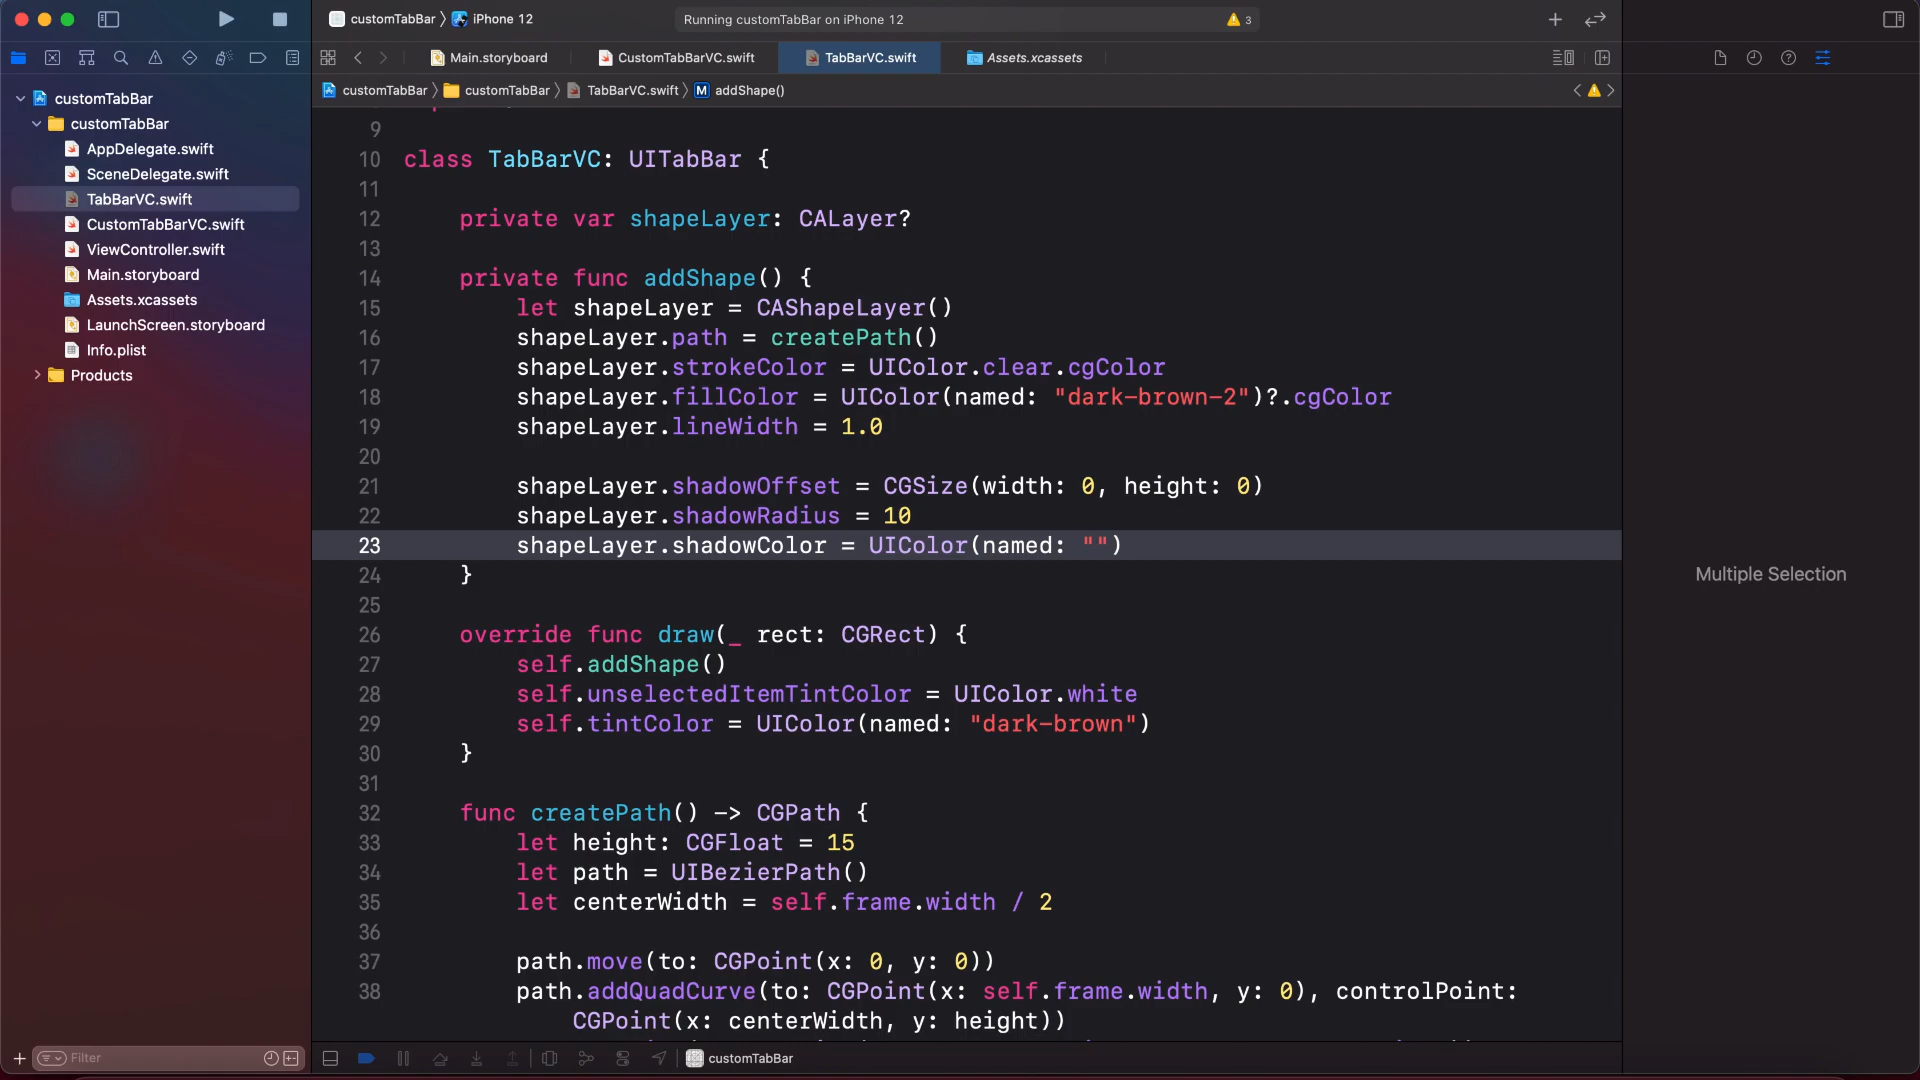 customTabBar 〉 iPhone 12
Running customTabBar on iPhone 12
3
Main.storyboard
CustomTabBarVC.swift
TabBarVC.swift
Assets.xcassets
customTabBar 〉 customTabBar 〉 TabBarVC.swift 〉 M addShape()
customTabBar
customTabBar
AppDelegate.swift
SceneDelegate.swift
TabBarVC.swift
CustomTabBarVC.swift
ViewController.swift
Main.storyboard
Assets.xcassets
LaunchScreen.storyboard
Info.plist
Products
9
10 class TabBarVC: UITabBar {
11
12 private var shapeLayer: CALayer?
13
14 private func addShape() {
15 let shapeLayer = CAShapeLayer()
16 shapeLayer.path = createPath()
17 shapeLayer.strokeColor = UIColor.clear.cgColor
18 shapeLayer.fillColor = UIColor(named: "dark-brown-2")?.cgColor
19 shapeLayer.lineWidth = 1.0
20
21 shapeLayer.shadowOffset = CGSize(width: 0, height: 0)
22 shapeLayer.shadowRadius = 10
23 shapeLayer.shadowColor = UIColor(named: "")
24 }
25
26 override func draw(_ rect: CGRect) {
27 self.addShape()
28 self.unselectedItemTintColor = UIColor.white
29 self.tintColor = UIColor(named: "dark-brown")
30 }
31
32 func createPath() -> CGPath {
33 let height: CGFloat = 15
34 let path = UIBezierPath()
35 let centerWidth = self.frame.width / 2
36
37 path.move(to: CGPoint(x: 0, y: 0))
38 path.addQuadCurve(to: CGPoint(x: self.frame.width, y: 0), controlPoint:
CGPoint(x: centerWidth, y: height))
Multiple Selection
Filter
customTabBar